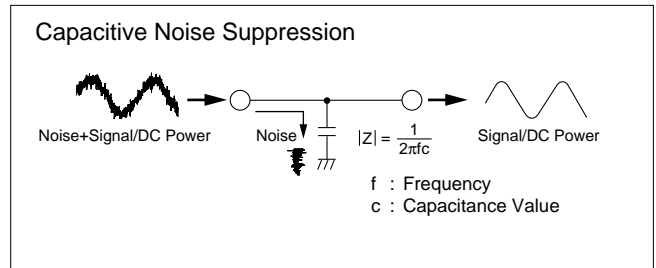 Capacitive Noise Suppression
Noise+Signal/DC Power
Noise
|Z| = 1/2πfc
Signal/DC Power
f : Frequency
c : Capacitance Value